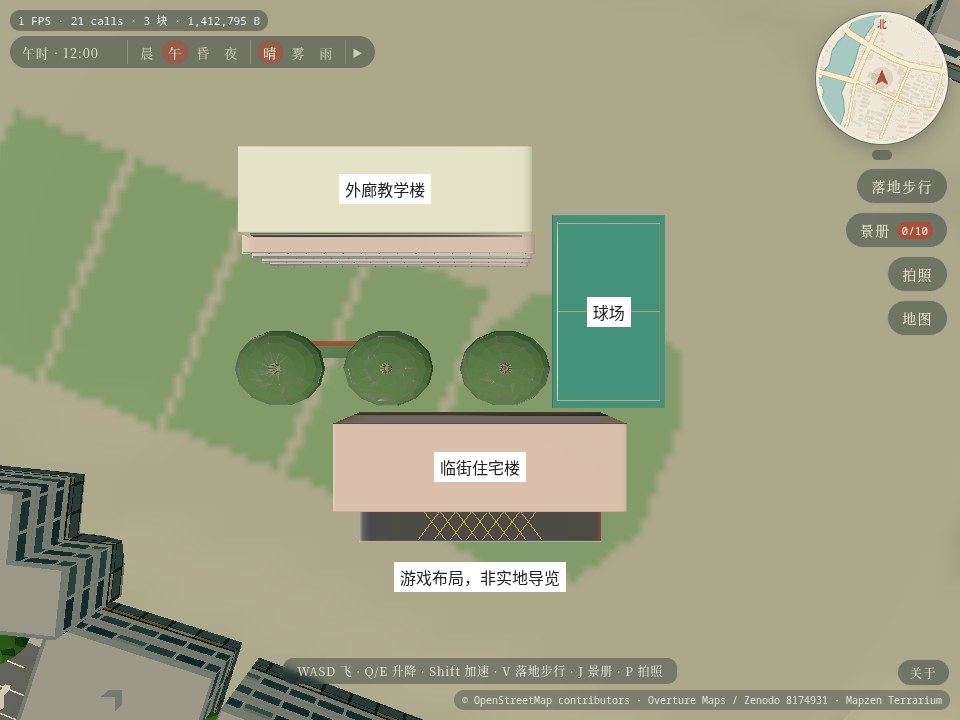 1 FPS · 21 calls · 3 块 · 1,412,795 B
午时 · 12:00 晨 午 昏 夜 晴 雾 雨
北
落地步行
景册 0/10
拍照
地图
外廊教学楼
球场
临街住宅楼
游戏布局，非实地导览
WASD 飞 · Q/E 升降 · Shift 加速 · V 落地步行 · J 景册 · P 拍照
关于
© OpenStreetMap contributors · Overture Maps / Zenodo 8174931 · Mapzen Terrarium